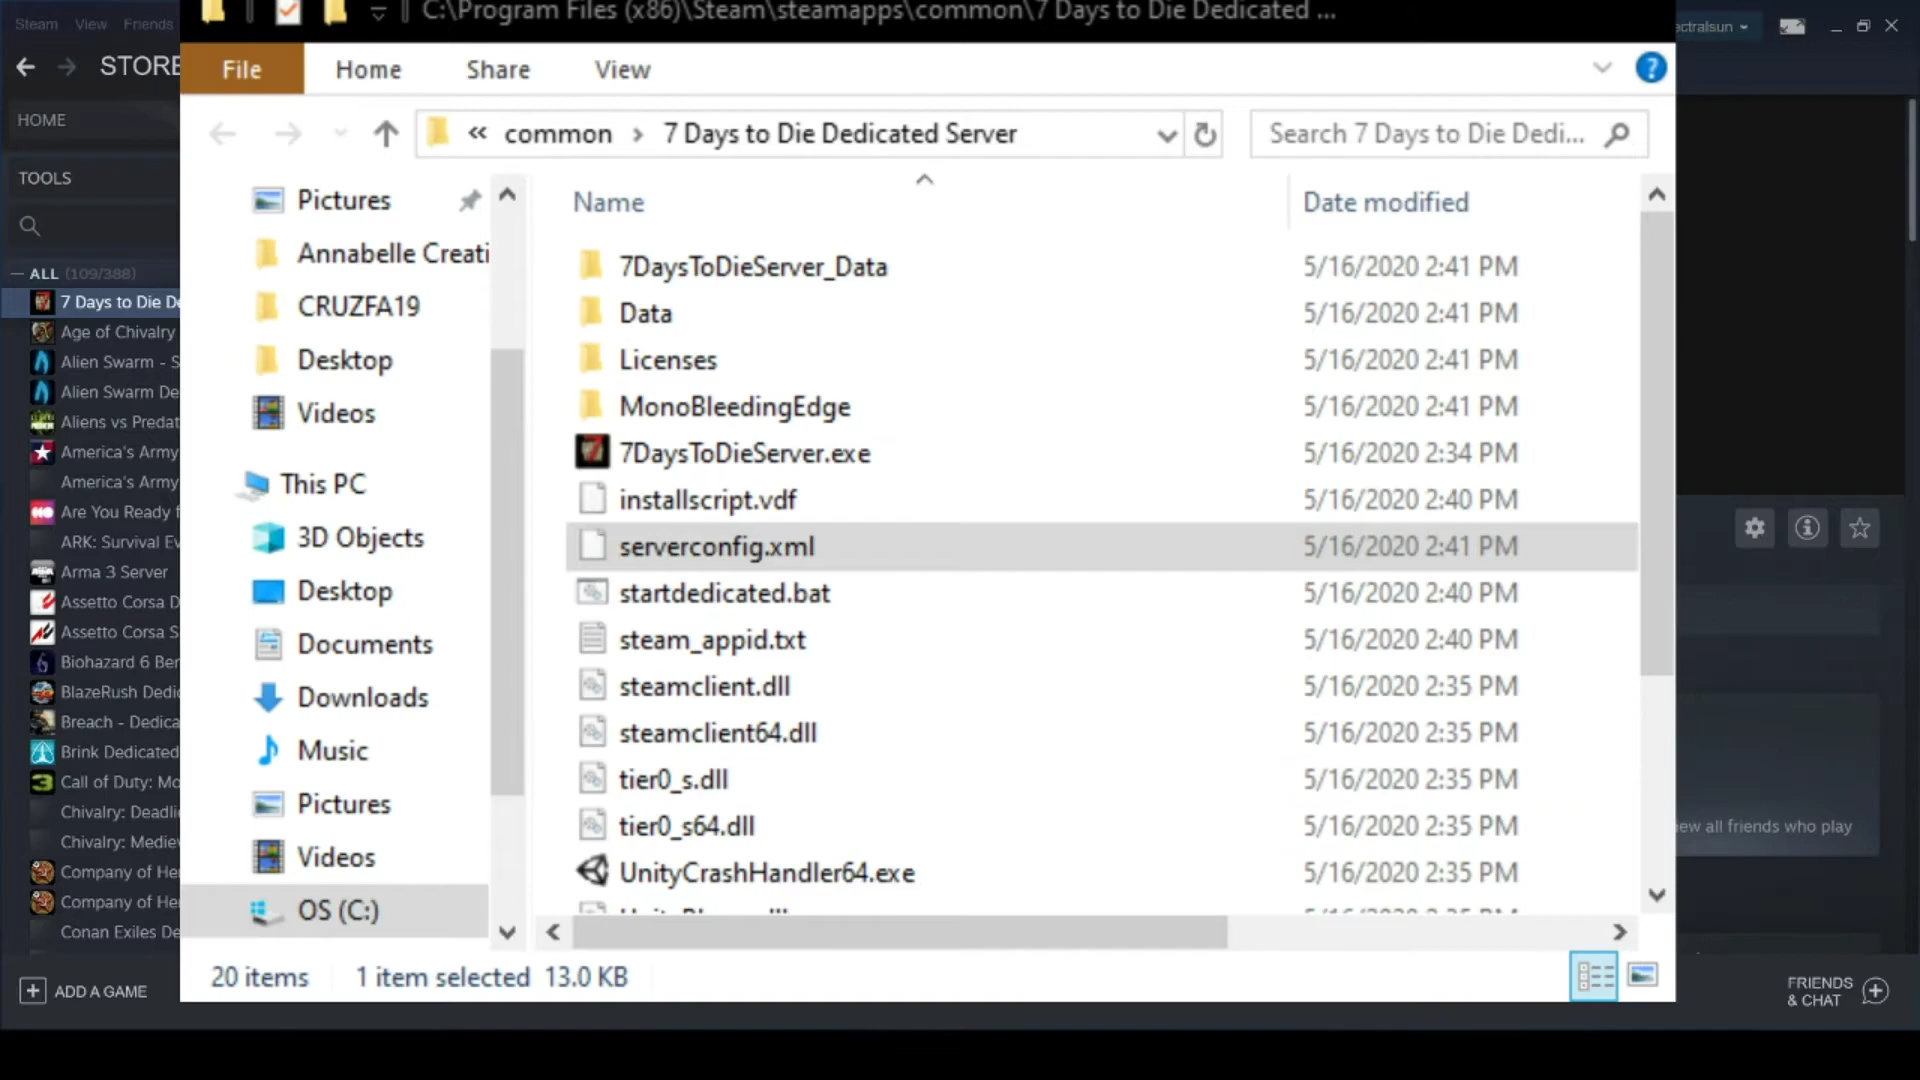 Steam View Friends
C:\Program Files (x86)\Steam\steamapps\common\7 Days to Die Dedicated ...
ectralsun
STORE
File Home Share View
HOME
« common > 7 Days to Die Dedicated Server
Search 7 Days to Die Dedi...
TOOLS
ALL (109/388)
7 Days to Die De
Age of Chivalry
Alien Swarm - S
Alien Swarm De
Aliens vs Predat
America's Army
America's Army
Are You Ready f
ARK: Survival Ev
Arma 3 Server
Assetto Corsa D
Assetto Corsa S
Biohazard 6 Ber
BlazeRush Dedic
Breach - Dedica
Brink Dedicated
Call of Duty: Mo
Chivalry: Deadli
Chivalry: Mediev
Company of Her
Company of Her
Conan Exiles De
Pictures
Annabelle Creati
CRUZFA19
Desktop
Videos
This PC
3D Objects
Desktop
Documents
Downloads
Music
Pictures
Videos
OS (C:)
Name Date modified
7DaysToDieServer_Data 5/16/2020 2:41 PM
Data 5/16/2020 2:41 PM
Licenses 5/16/2020 2:41 PM
MonoBleedingEdge 5/16/2020 2:41 PM
7DaysToDieServer.exe 5/16/2020 2:34 PM
installscript.vdf 5/16/2020 2:40 PM
serverconfig.xml 5/16/2020 2:41 PM
startdedicated.bat 5/16/2020 2:40 PM
steam_appid.txt 5/16/2020 2:40 PM
steamclient.dll 5/16/2020 2:35 PM
steamclient64.dll 5/16/2020 2:35 PM
tier0_s.dll 5/16/2020 2:35 PM
tier0_s64.dll 5/16/2020 2:35 PM
UnityCrashHandler64.exe 5/16/2020 2:35 PM
ew all friends who play
20 items 1 item selected 13.0 KB
ADD A GAME
FRIENDS
& CHAT